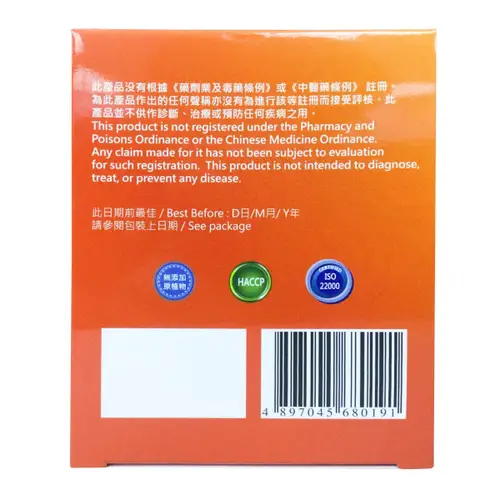 此產品沒有根據《藥劑業及毒藥條例》或《中醫藥條例》註冊。
為此產品作出的任何聲稱亦沒有為進行該等註冊而接受評核。此
產品並不供作診斷、治療或預防任何疾病之用。
This product is not registered under the Pharmacy and
Poisons Ordinance or the Chinese Medicine Ordinance.
Any claim made for it has not been subject to evaluation
for such registration.  This product is not intended to diagnose,
treat, or prevent any disease.
此日期前最佳 / Best Before : D日/M月/ Y年
請參閱包裝上日期 / See package
無添加
原植物
HACCP
CERTIFIED
ISO
22000
4 897045 680191